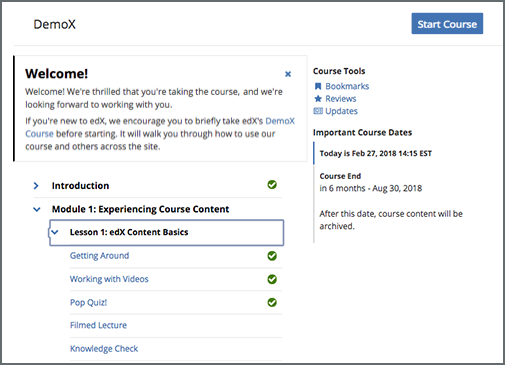 DemoX
Start Course
Welcome!
Welcome! We're thrilled that you're taking the course, and we're
looking forward to working with you.
If you're new to edX, we encourage you to briefly take edX's DemoX
Course before starting. It will walk you through how to use our
course and others across the site.
Introduction
Module 1: Experiencing Course Content
Lesson 1: edX Content Basics
Getting Around
Working with Videos
Pop Quiz!
Filmed Lecture
Knowledge Check
Course Tools
Bookmarks
Reviews
Updates
Important Course Dates
Today is Feb 27, 2018 14:15 EST
Course End
in 6 months - Aug 30, 2018
After this date, course content will be
archived.